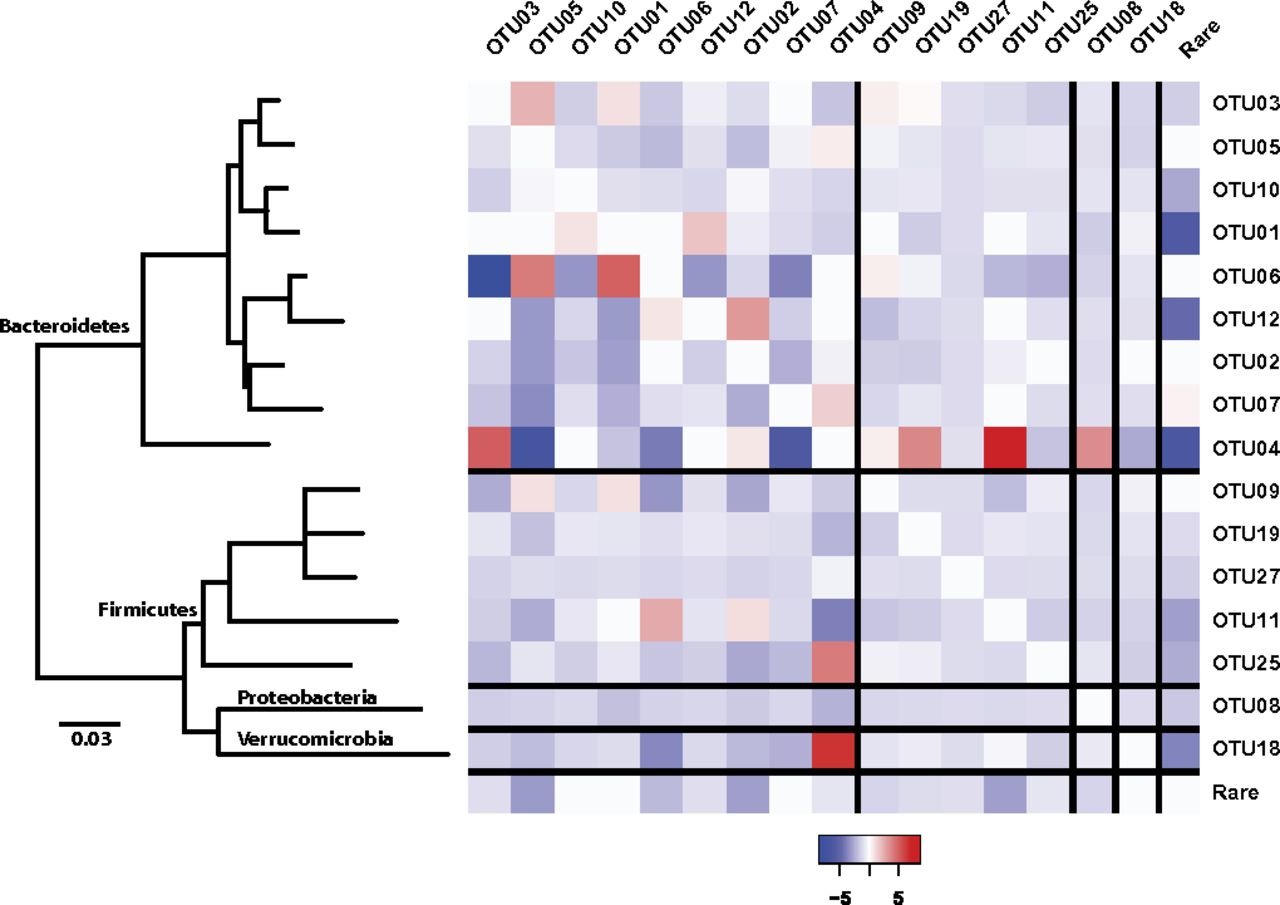 OTU03 OTU05 OTU10 OTU01 OTU06 OTU12 OTU02 OTU07 OTU04 OTU09 OTU19 OTU27 OTU11 OTU25 OTU08 OTU18 Rare
OTU03
OTU05
OTU10
OTU01
OTU06
OTU12
Bacteroidetes
OTU02
OTU07
OTU04
OTU09
OTU19
OTU27
Firmicutes
OTU11
OTU25
Proteobacteria
OTU08
Verrucomicrobia
0.03
OTU18
Rare
−5 5